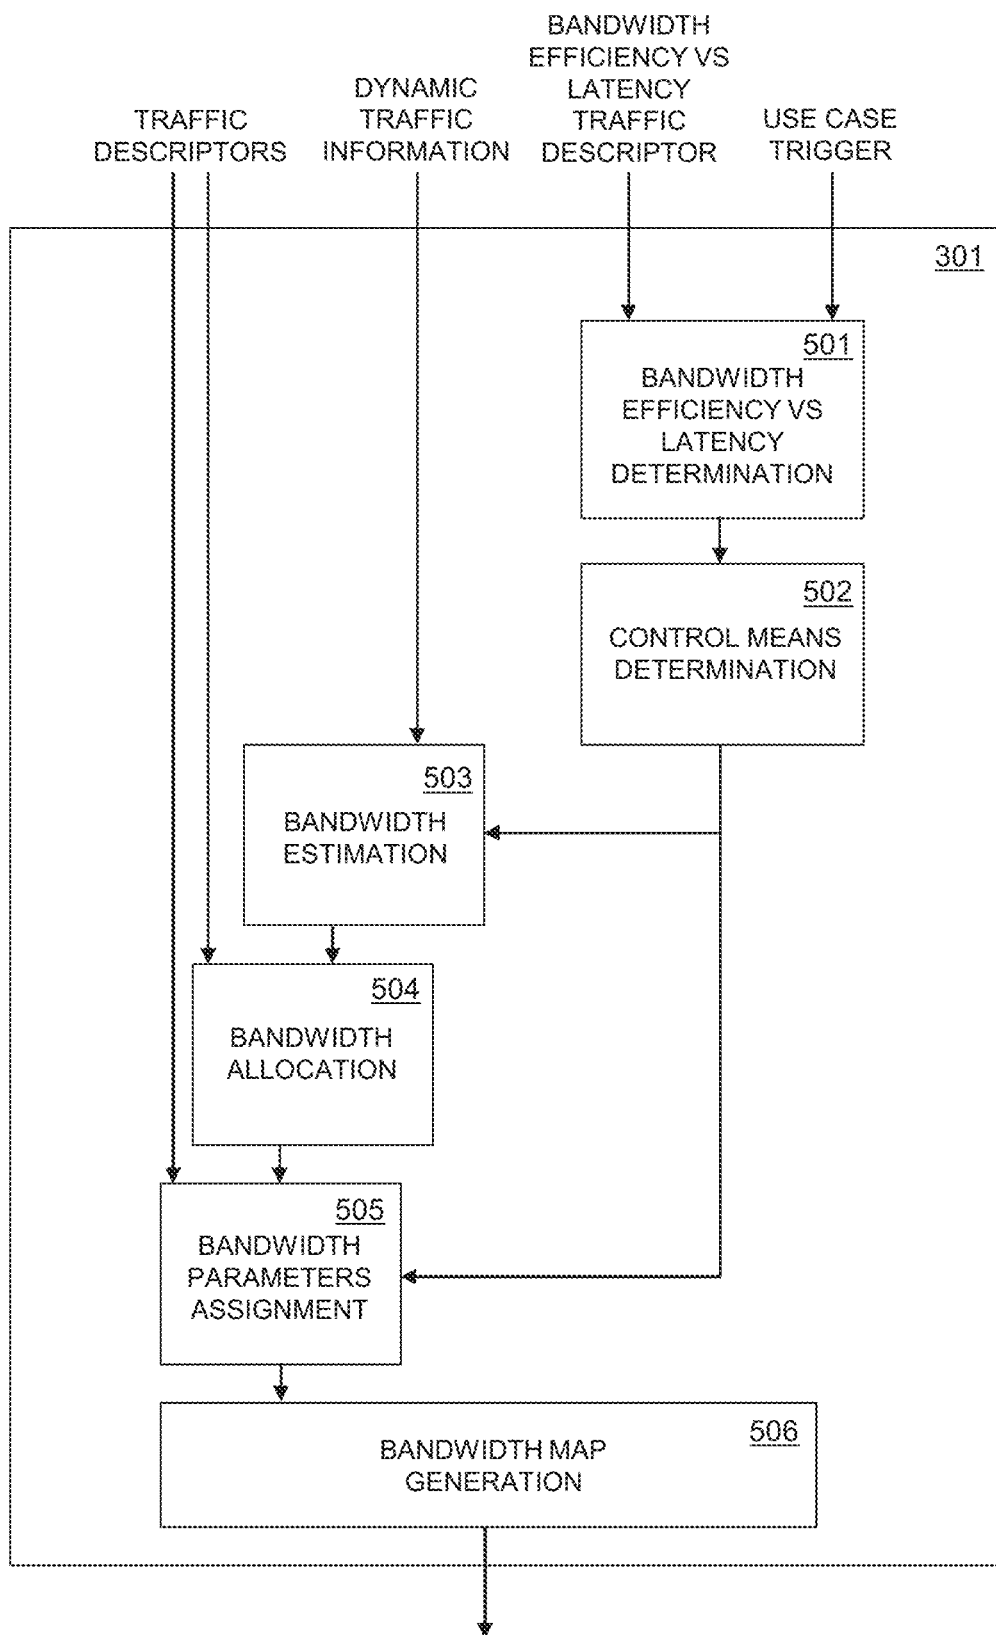 TRAFFIC
DESCRIPTORS
DYNAMIC
TRAFFIC
INFORMATION
BANDWIDTH
EFFICIENCY VS
LATENCY
TRAFFIC
DESCRIPTOR
USE CASE
TRIGGER
301
501
BANDWIDTH
EFFICIENCY VS
LATENCY
DETERMINATION
502
CONTROL MEANS
DETERMINATION
503
BANDWIDTH
ESTIMATION
504
BANDWIDTH
ALLOCATION
505
BANDWIDTH
PARAMETERS
ASSIGNMENT
506
BANDWIDTH MAP
GENERATION